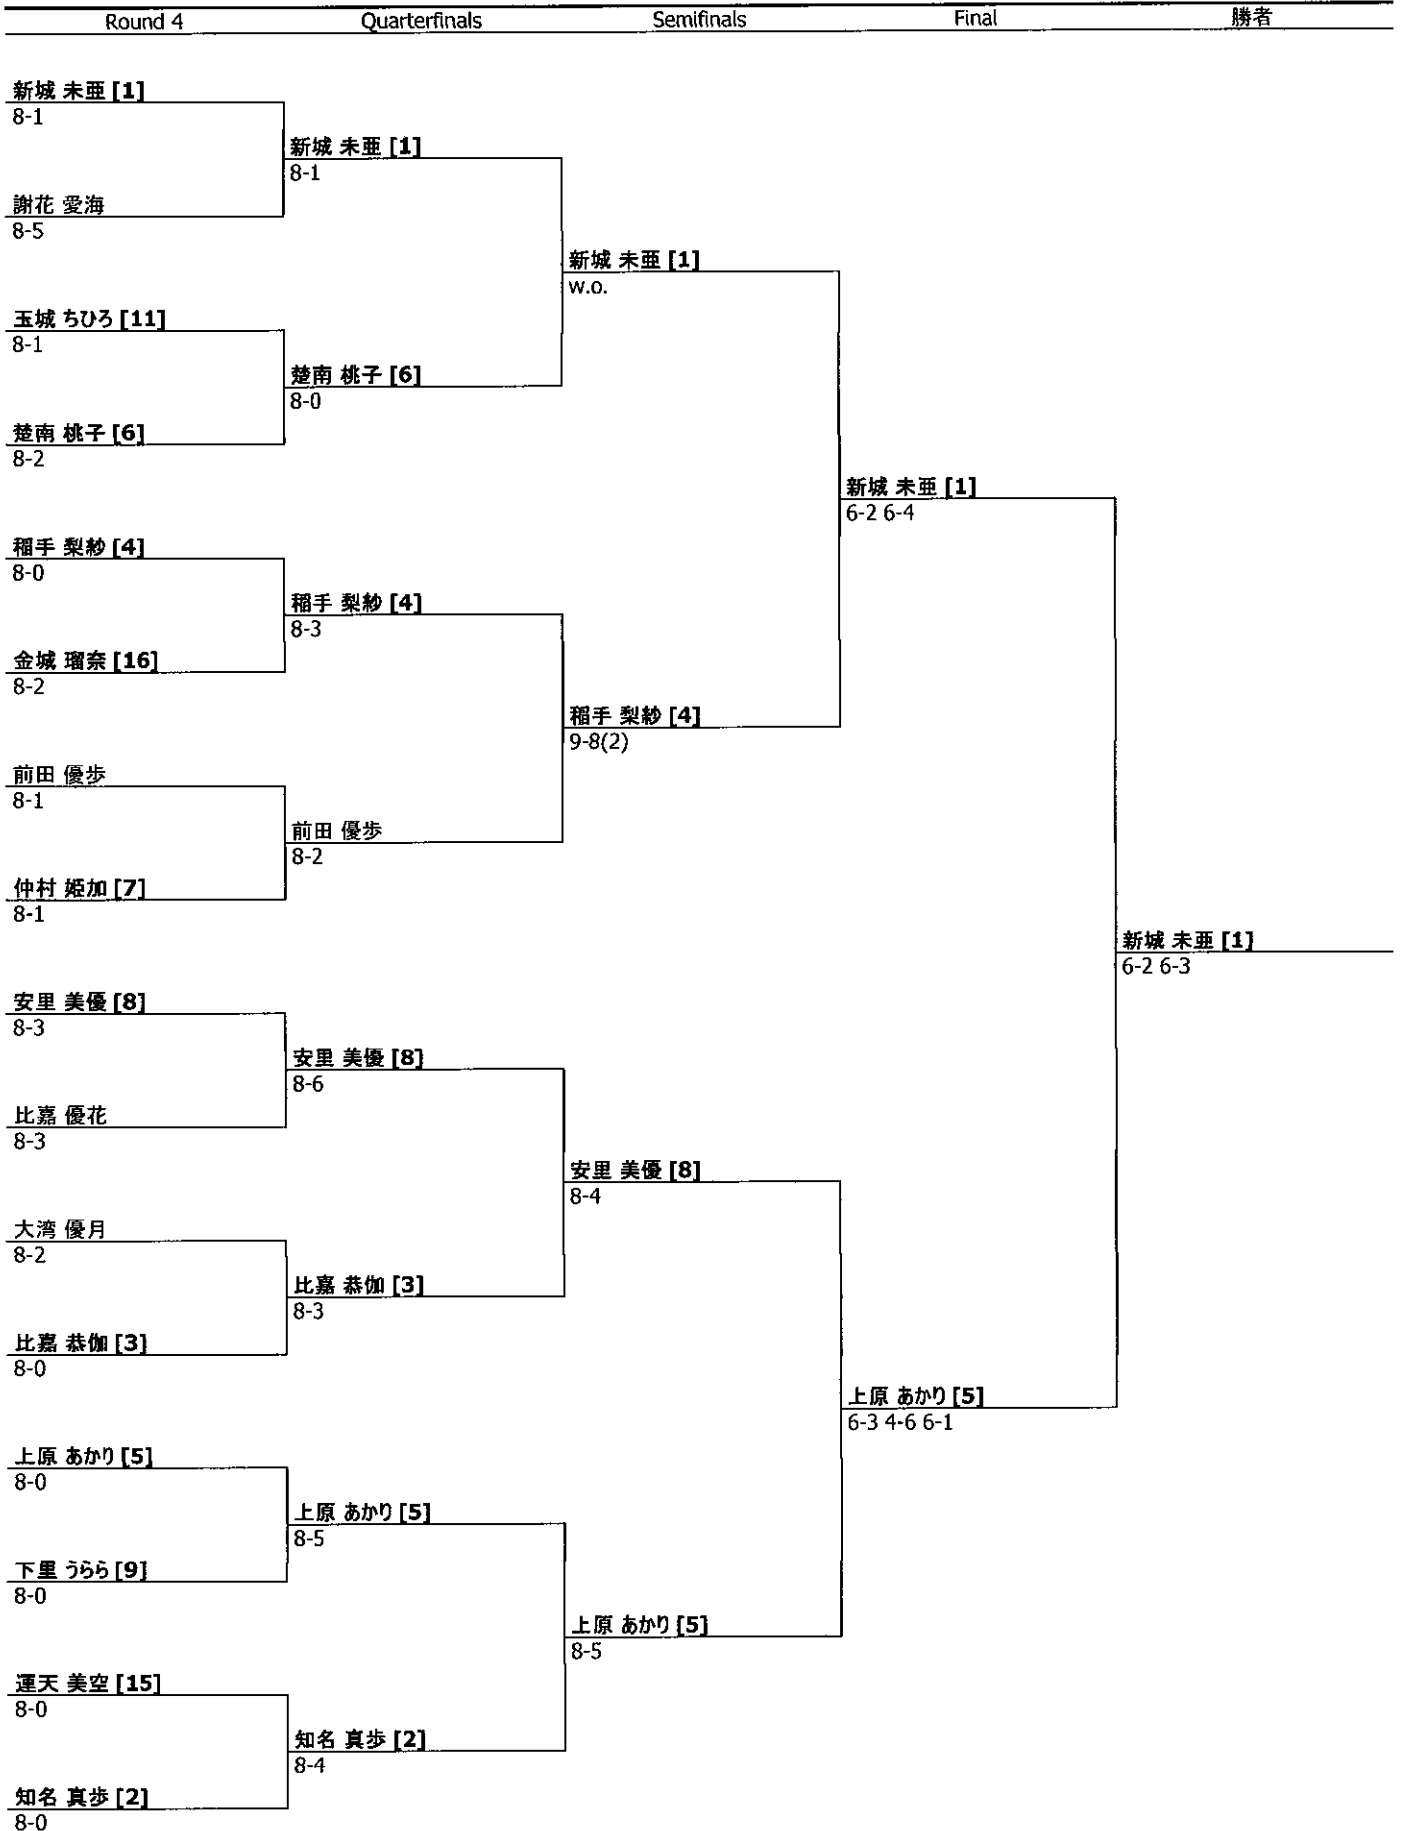 Round 4 Quarterfinals Semifinals Final 勝者
新城 未亜 [1]
8-1
新城 未亜 [1]
8-1
謝花 愛海
8-5
新城 未亜 [1]
w.o.
玉城 ちひろ [11]
8-1
楚南 桃子 [6]
8-0
楚南 桃子 [6]
8-2
新城 未亜 [1]
6-2 6-4
稲手 梨紗 [4]
8-0
稲手 梨紗 [4]
8-3
金城 瑠奈 [16]
8-2
稲手 梨紗 [4]
9-8(2)
前田 優歩
8-1
前田 優歩
8-2
仲村 姫加 [7]
8-1
新城 未亜 [1]
6-2 6-3
安里 美優 [8]
8-3
安里 美優 [8]
8-6
比嘉 優花
8-3
安里 美優 [8]
8-4
大湾 優月
8-2
比嘉 恭伽 [3]
8-3
比嘉 恭伽 [3]
8-0
上原 あかり [5]
6-3 4-6 6-1
上原 あかり [5]
8-0
上原 あかり [5]
8-5
下里 うらら [9]
8-0
上原 あかり [5]
8-5
運天 美空 [15]
8-0
知名 真歩 [2]
8-4
知名 真歩 [2]
8-0